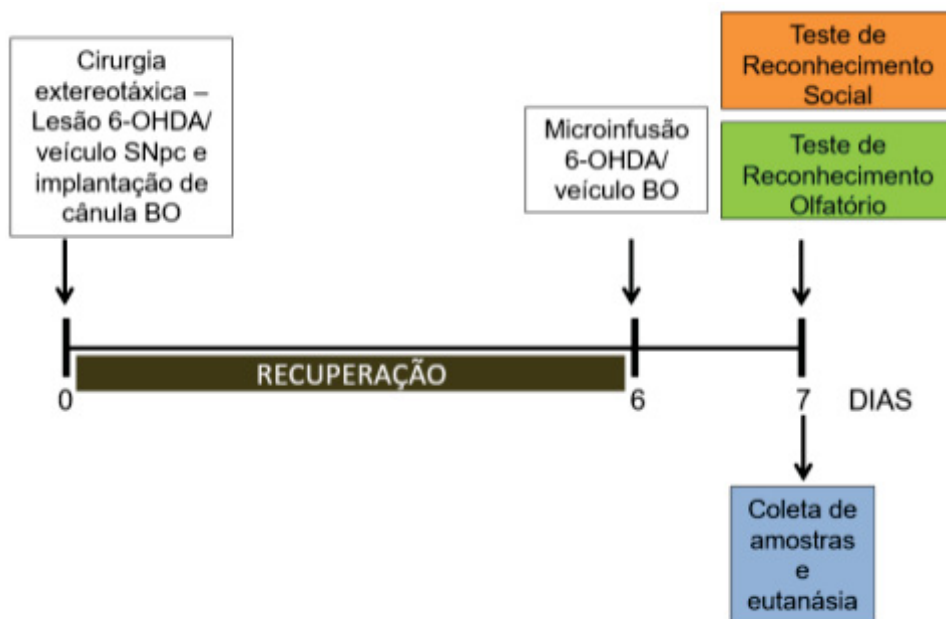 Cirurgia
extereotáxica –
Lesão 6-OHDA/
veículo SNpc e
implantação de
cânula BO
Microinfusão
6-OHDA/
veículo BO
Teste de
Reconhecimento
Social
Teste de
Reconhecimento
Olfatório
RECUPERAÇÃO
0
6
7
DIAS
Coleta de
amostras
e
eutanásia